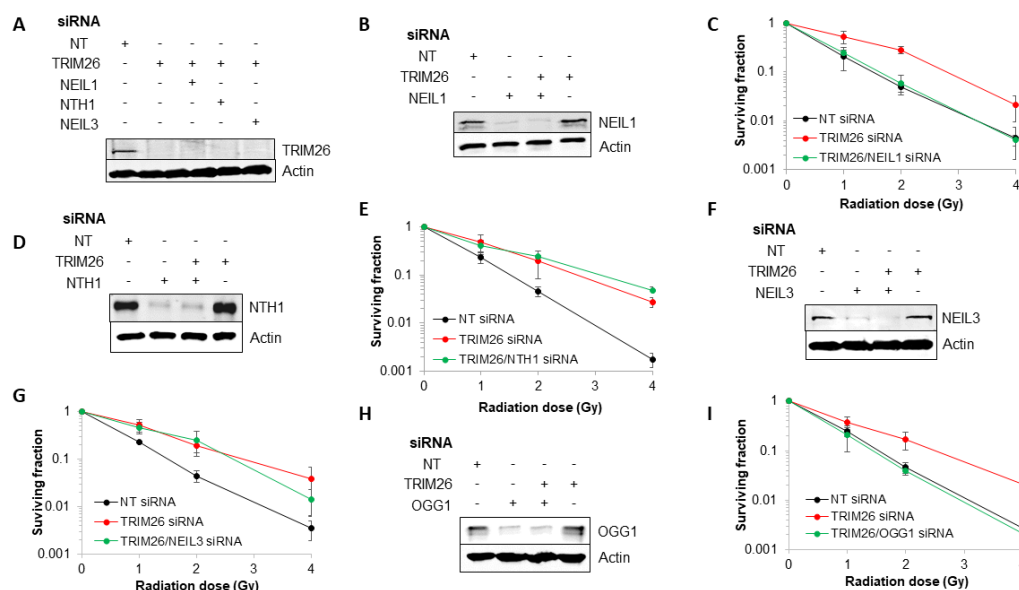 A
siRNA
NT + - - - -
TRIM26 - + + + +
NEIL1 - - + - -
NTH1 - - - + -
NEIL3 - - - - +
TRIM26
Actin
B
siRNA
NT + - - -
TRIM26 - - + +
NEIL1 - + + -
NEIL1
Actin
C
Surviving fraction
1
0.1
0.01
0.001
NT siRNA
TRIM26 siRNA
TRIM26/NEIL1 siRNA
0 1 2 3 4
Radiation dose (Gy)
D
siRNA
NT + - - -
TRIM26 - - + +
NTH1 - + + -
NTH1
Actin
E
Surviving fraction
1
0.1
0.01
0.001
NT siRNA
TRIM26 siRNA
TRIM26/NTH1 siRNA
0 1 2 3 4
Radiation dose (Gy)
F
siRNA
NT + - - -
TRIM26 - - + +
NEIL3 - + + -
NEIL3
Actin
G
Suviving fraction
1
0.1
0.01
0.001
NT siRNA
TRIM26 siRNA
TRIM26/NEIL3 siRNA
0 1 2 3 4
Radiation dose (Gy)
H
siRNA
NT + - - -
TRIM26 - - + +
OGG1 - + + -
OGG1
Actin
I
Surviving fraction
1
0.1
0.01
0.001
NT siRNA
TRIM26 siRNA
TRIM26/OGG1 siRNA
0 1 2 3 4
Radiation dose (Gy)